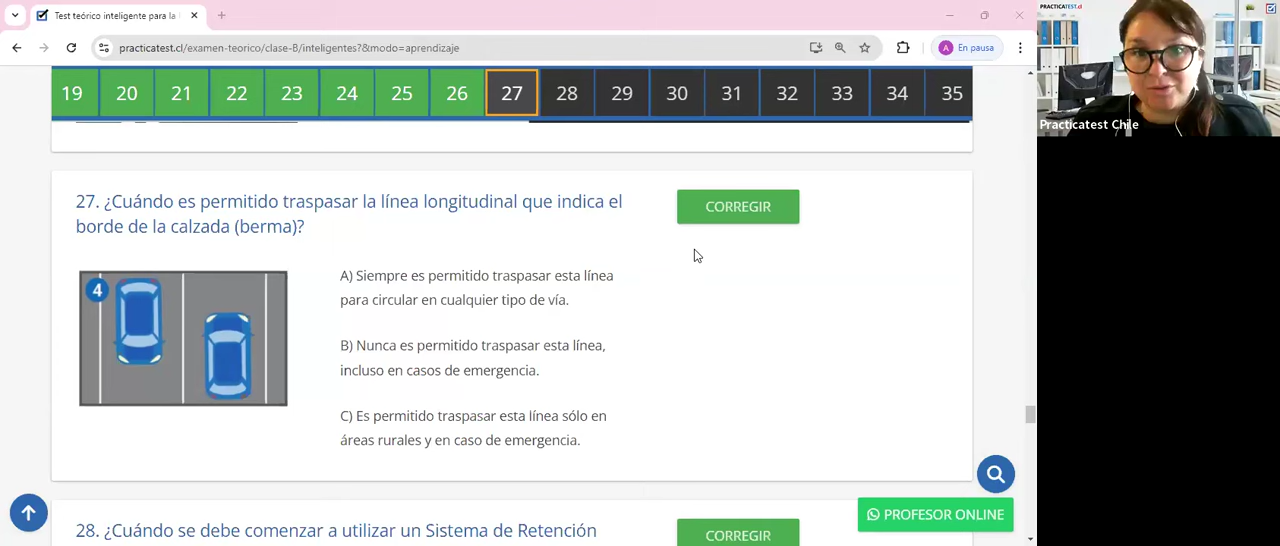 Test teórico inteligente para la
practicatest.cl/examen-teorico/clase-B/inteligentes?&modo=aprendizaje
A En pausa
PRACTICATEST.cl
19 20 21 22 23 24 25 26 27 28 29 30 31 32 33 34 35
Practicatest Chile
27. ¿Cuándo es permitido traspasar la línea longitudinal que indica el
borde de la calzada (berma)?
CORREGIR
4
A) Siempre es permitido traspasar esta línea
para circular en cualquier tipo de vía.
B) Nunca es permitido traspasar esta línea,
incluso en casos de emergencia.
C) Es permitido traspasar esta línea sólo en
áreas rurales y en caso de emergencia.
PROFESOR ONLINE
28. ¿Cuándo se debe comenzar a utilizar un Sistema de Retención
CORREGIR